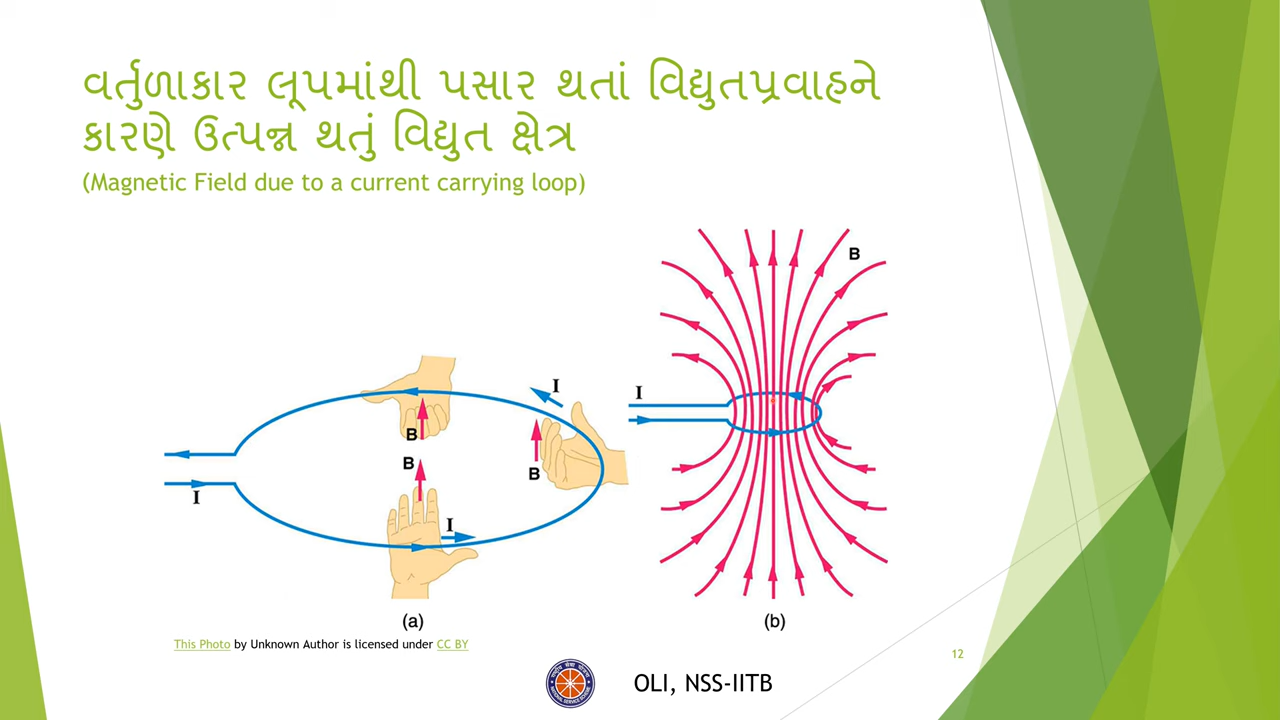 વર્તુળાકાર લૂપમાંથી પસાર થતાં વિદ્યુતપ્રવાહને
કારણે ઉત્પન્ન થતું વિદ્યુત ક્ષેત્ર
(Magnetic Field due to a current carrying loop)
B
I
I
B
B
B
I
I
(a)
(b)
This Photo by Unknown Author is licensed under CC BY
12
OLI, NSS-IITB